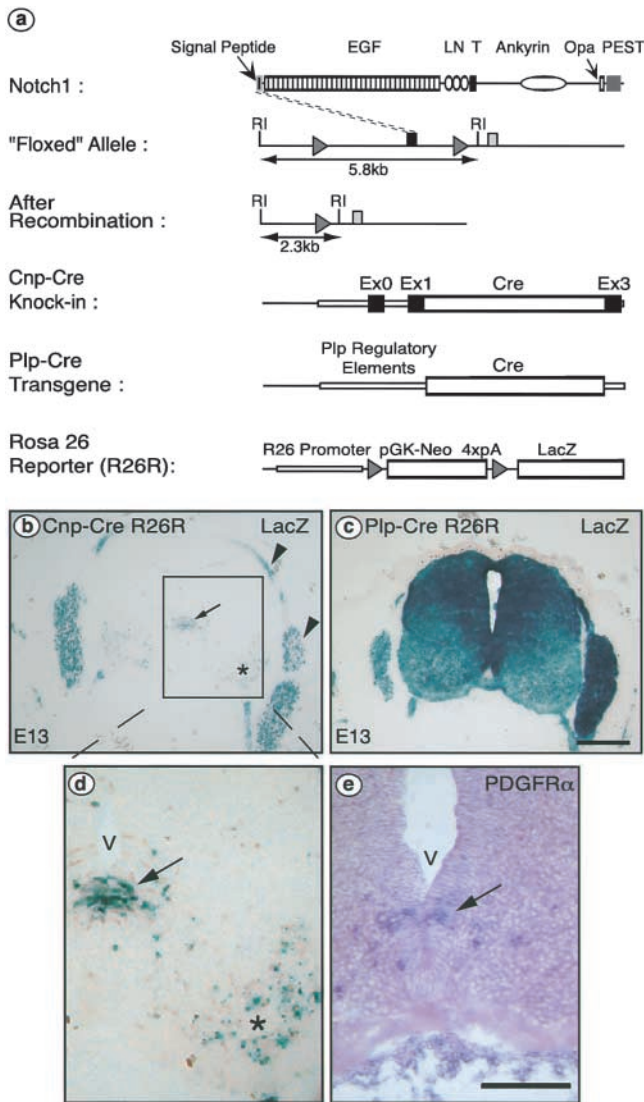 a
Signal Peptide EGF LN T Ankyrin Opa PEST
Notch1 :
RI RI
"Floxed" Allele :
5.8kb
After
Recombination :
RI RI
2.3kb
Cnp-Cre
Knock-in :
Ex0 Ex1 Cre Ex3
Plp-Cre
Transgene :
Plp Regulatory
Elements
Cre
Rosa 26
Reporter (R26R):
R26 Promoter pGK-Neo 4xpA LacZ
b Cnp-Cre R26R LacZ
*
E13
c Plp-Cre R26R LacZ
E13
d
V
*
e PDGFRα
V